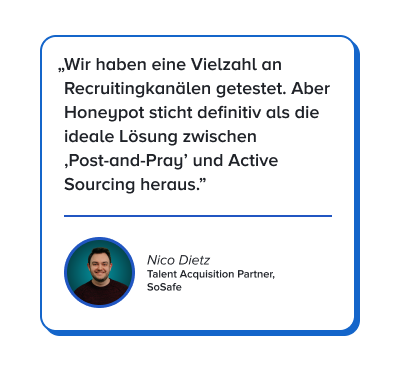 „Wir haben eine Vielzahl an
Recruitingkanälen getestet. Aber
Honeypot sticht definitiv als die
ideale Lösung zwischen
‚Post-and-Pray’ und Active
Sourcing heraus.”
Nico Dietz
Talent Acquisition Partner,
SoSafe